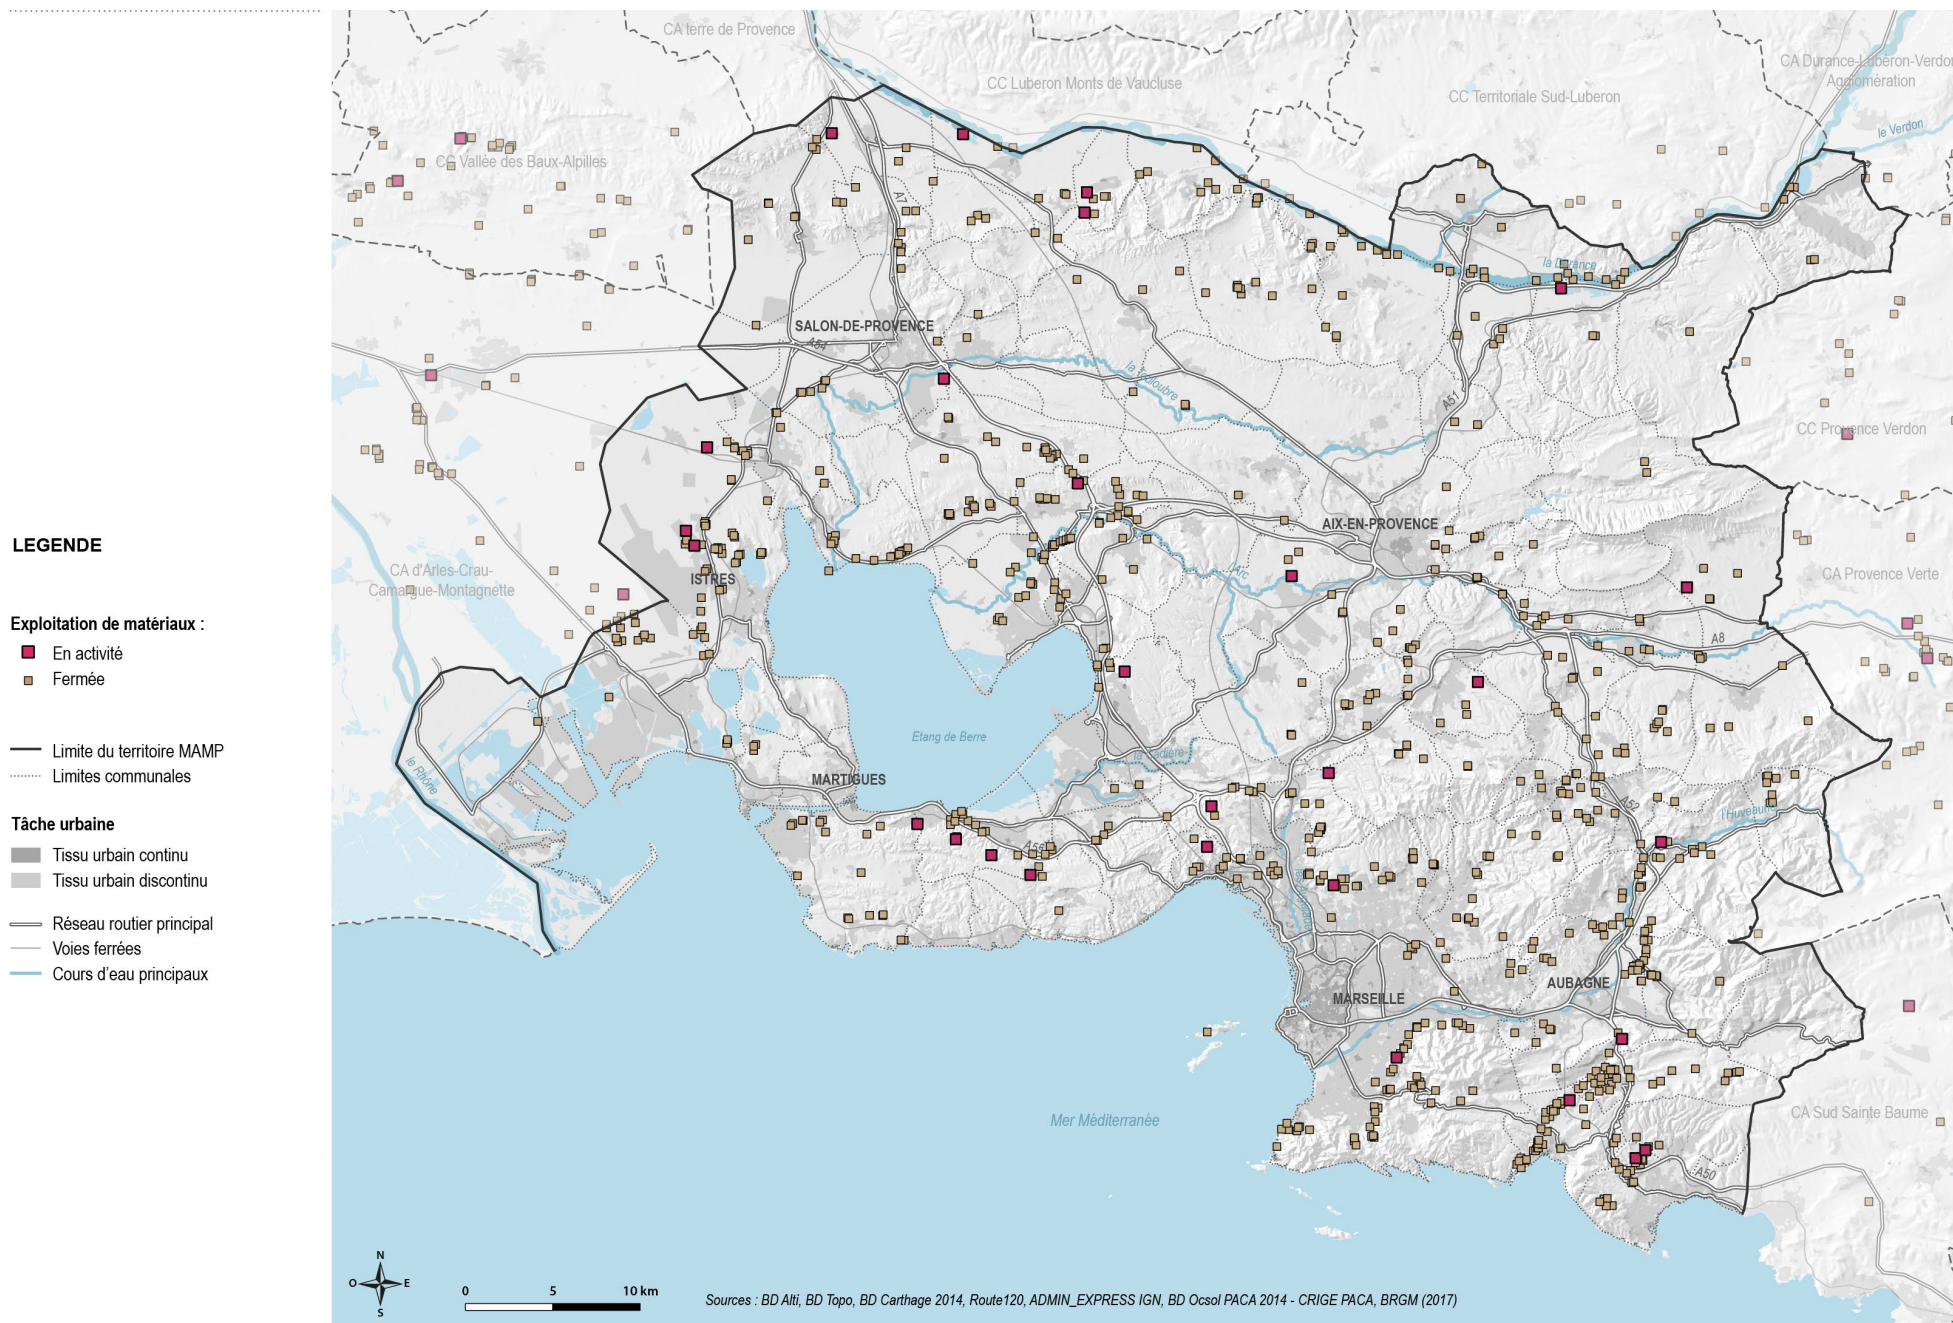 LEGENDE
Exploitation de matériaux :
En activité
Fermée
Limite du territoire MAMP
Limites communales
Tâche urbaine
Tissu urbain continu
Tissu urbain discontinu
Réseau routier principal
Voies ferrées
Cours d'eau principaux
CA terre de Provence
CC Luberon Monts de Vaucluse
CC Territoriale Sud-Luberon
CA Durance-Lubéron-Verdon
Agglomération
le Verdon
CC Vallée des Baux-Alpilles
A7
la Durance
SALON-DE-PROVENCE
A54
la Touloubre
A51
CC Provence Verdon
AIX-EN-PROVENCE
CA d'Arles-Crau-
Camargue-Montagnette
ISTRES
l'Arc
CA Provence Verte
A8
Etang de Berre
la Cadière
le Rhône
MARTIGUES
A52
l'Huveaune
A55
AUBAGNE
MARSEILLE
Mer Méditerranée
CA Sud Sainte Baume
A50
N
O
E
S
0
5
10 km
Sources : BD Alti, BD Topo, BD Carthage 2014, Route120, ADMIN_EXPRESS IGN, BD Ocsol PACA 2014 - CRIGE PACA, BRGM (2017)